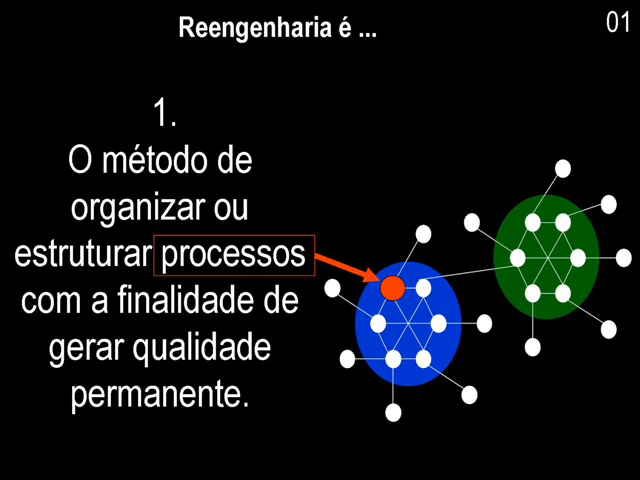 Reengenharia é ...
01
1.
O método de
organizar ou
estruturar processos
com a finalidade de
gerar qualidade
permanente.